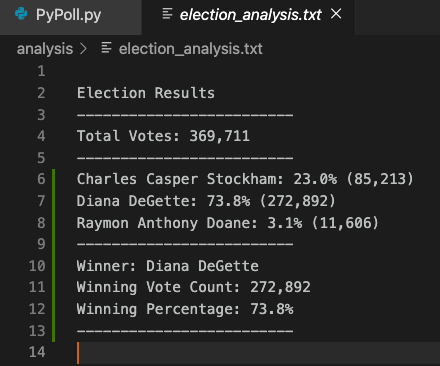 PyPoll.py
election_analysis.txt ×
analysis > election_analysis.txt
1
2 Election Results
3 -------------------------
4 Total Votes: 369,711
5 -------------------------
6 Charles Casper Stockham: 23.0% (85,213)
7 Diana DeGette: 73.8% (272,892)
8 Raymon Anthony Doane: 3.1% (11,606)
9 -------------------------
10 Winner: Diana DeGette
11 Winning Vote Count: 272,892
12 Winning Percentage: 73.8%
13 -------------------------
14